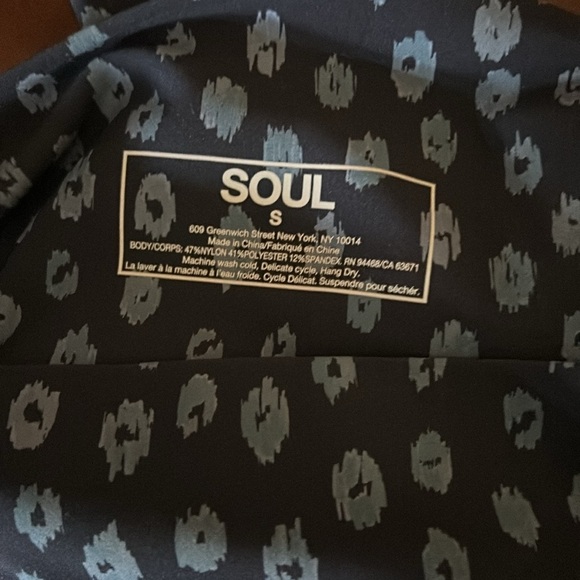 SOUL
S
609 Greenwich Street New York, NY 10014
Made in China/Fabriqué en Chine
BODY/CORPS: 47%NYLON 41%POLYESTER 12%SPANDEX. RN 94468/CA 63671
Machine wash cold, Delicate cycle, Hang Dry.
La laver à la machine à l'eau froide. Cycle Délicat. Suspendre pour sécher.